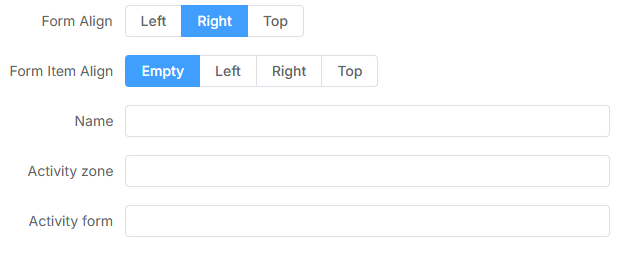 Form Align Left Right Top
Form Item Align Empty Left Right Top
Name
Activity zone
Activity form